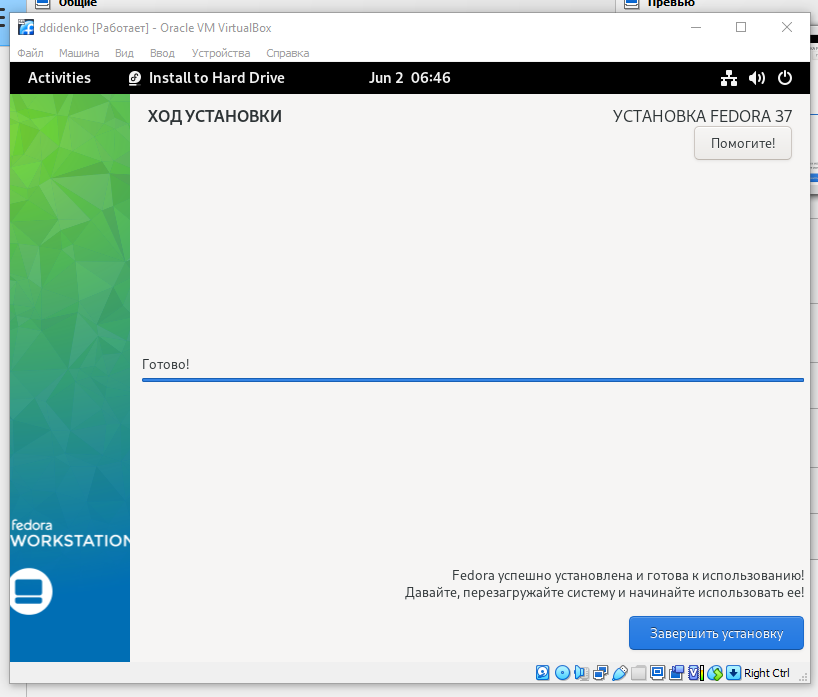 Общие
Превью
ddidenko [Работает] - Oracle VM VirtualBox
Файл Машина Вид Ввод Устройства Справка
Activities Install to Hard Drive Jun 2 06:46
ХОД УСТАНОВКИ
УСТАНОВКА FEDORA 37
Помогите!
Готово!
fedora
WORKSTATION
Fedora успешно установлена и готова к использованию!
Давайте, перезагружайте систему и начинайте использовать ее!
Завершить установку
Right Ctrl